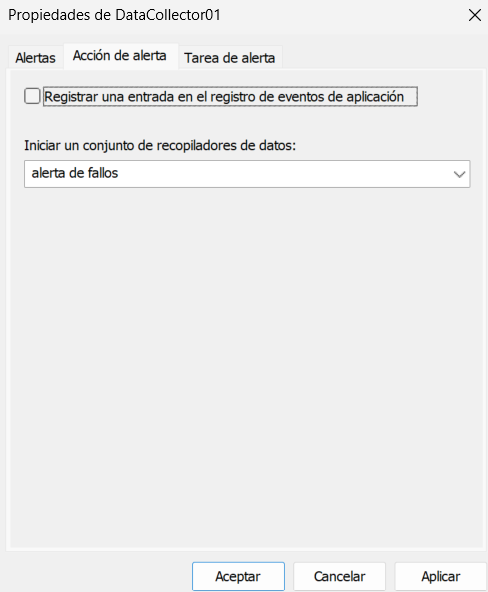 Propiedades de DataCollector01
Alertas Acción de alerta Tarea de alerta
Registrar una entrada en el registro de eventos de aplicación
Iniciar un conjunto de recopiladores de datos:
alerta de fallos
Aceptar Cancelar Aplicar